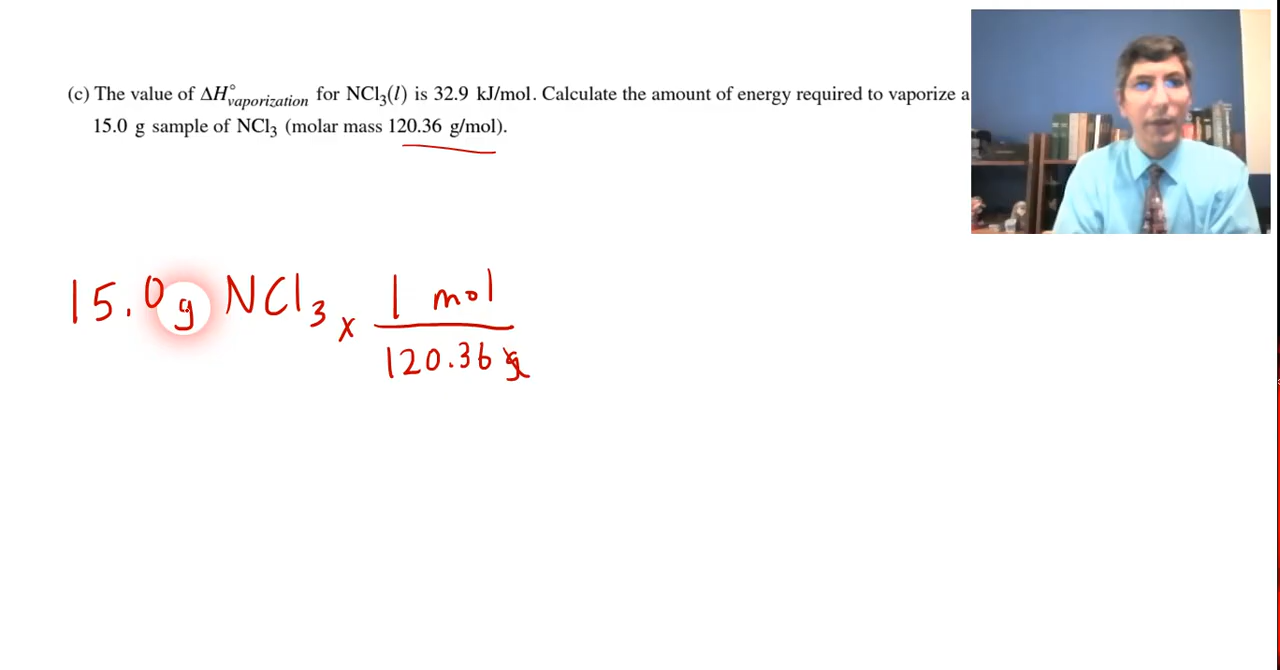 (c) The value of ΔH°vaporization for NCl₃(l) is 32.9 kJ/mol. Calculate the amount of energy required to vaporize a
15.0 g sample of NCl₃ (molar mass 120.36 g/mol).
15.0g NCl₃ x 1 mol
120.36 g